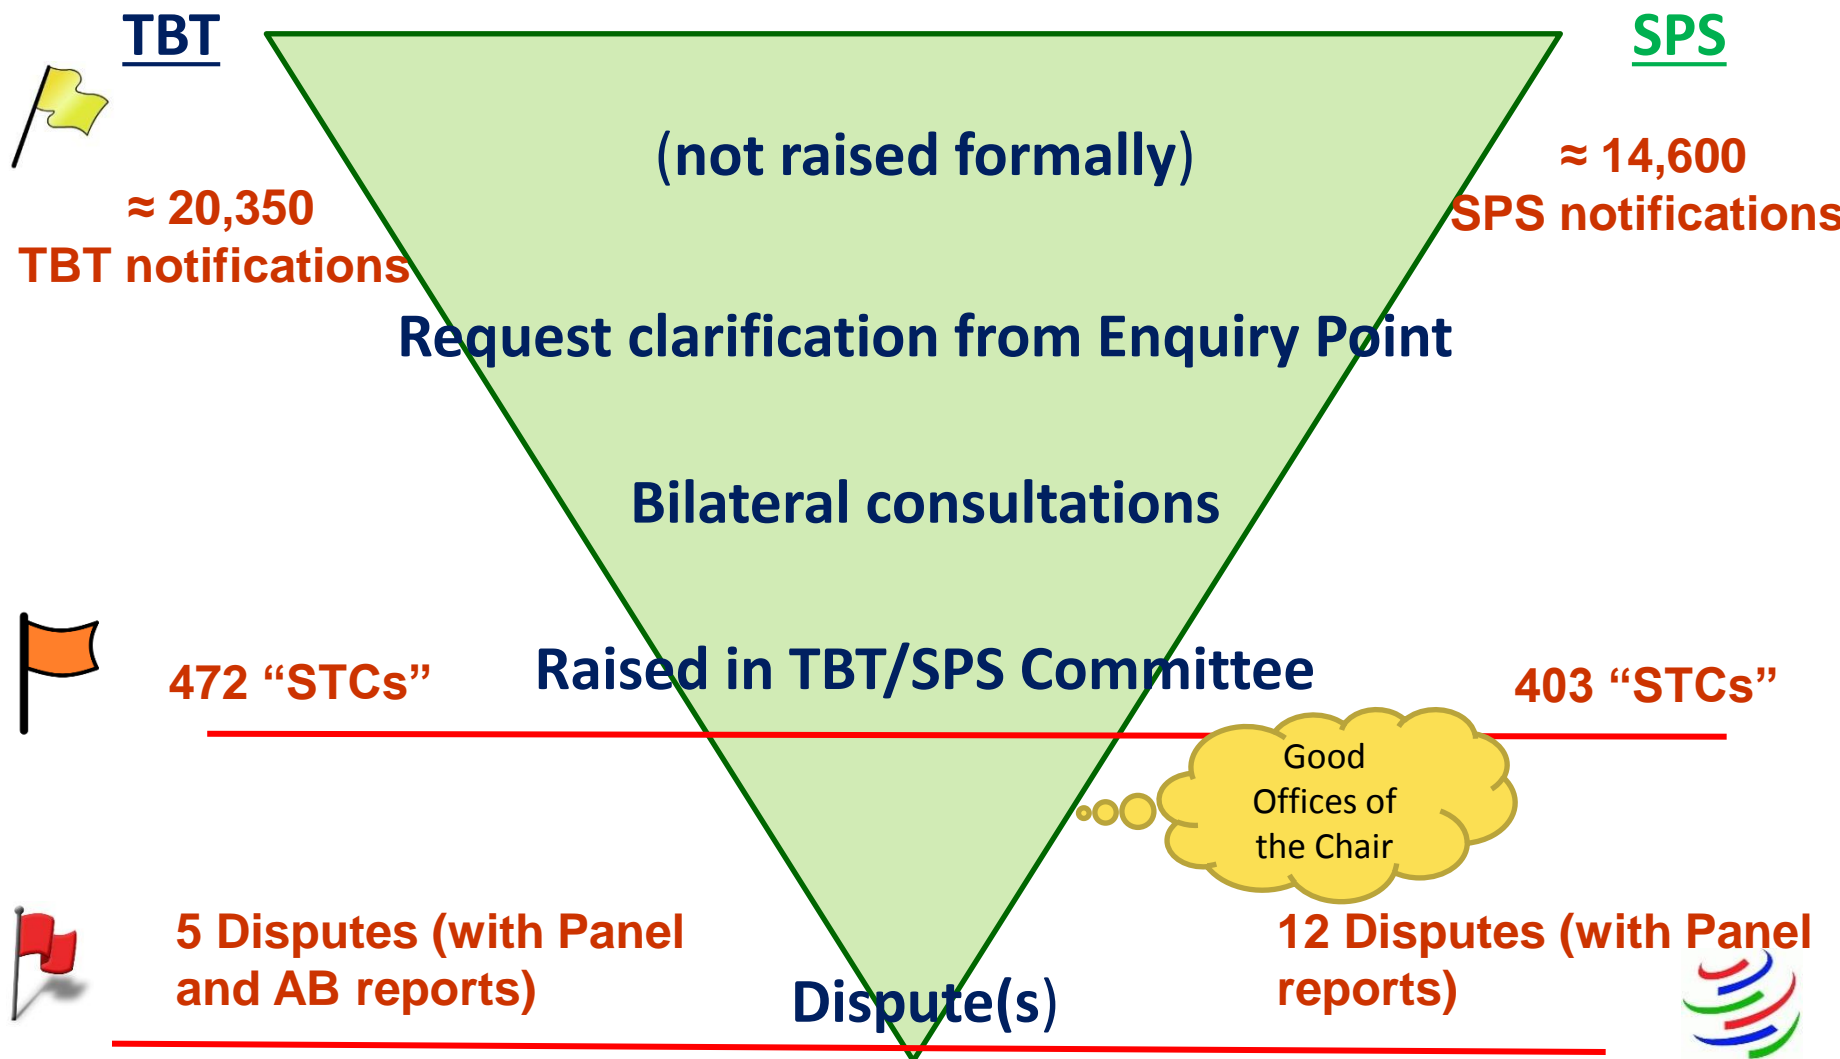 TBT
SPS
(not raised formally)
≈ 20,350
TBT notifications
≈ 14,600
SPS notifications
Request clarification from Enquiry Point
Bilateral consultations
Raised in TBT/SPS Committee
472 “STCs”
403 “STCs”
Good
Offices of
the Chair
5 Disputes (with Panel
and AB reports)
12 Disputes (with Panel
reports)
Dispute(s)